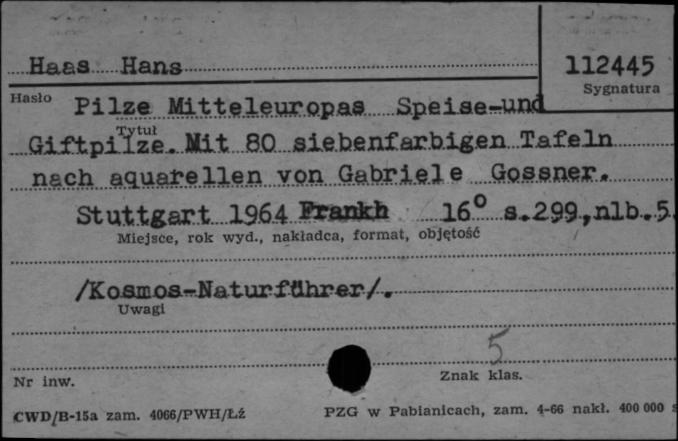 Haas Hans
112445
Sygnatura
Hasło
Pilze Mitteleuropas Speise-und
Tytuł
Giftpilze. Mit 80 siebenfarbigen Tafeln
nach aquarellen von Gabriele Gossner.
Stuttgart 1964 Frankh 16° s.299,nlb.5
Miejsce, rok wyd., nakładca, format, objętość
/Kosmos-Naturführer/.
Uwagi
5
Nr inw.
Znak klas.
CWD/B-15a zam. 4066/PWH/Łź
PZG w Pabianicach, zam. 4-66 nakł. 400 000 s